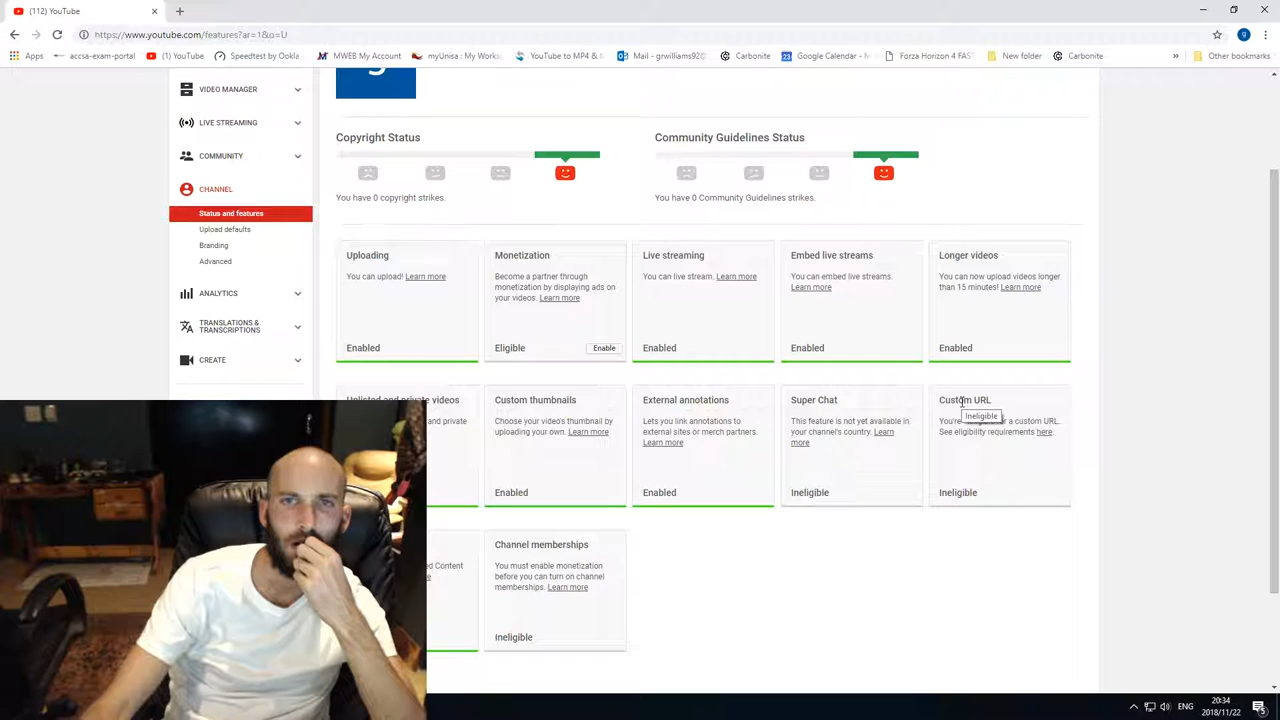 (112) YouTube
https://www.youtube.com/features?ar=1&o=U
Apps
accsa-exam-portal
(1) YouTube
Speedtest by Ookla
MWEB My Account
myUnisa : My Works
YouTube to MP4 &
Mail - grwilliams92@
Carbonite
Google Calendar - M
Forza Horizon 4 FAST
New folder
Carbonite
»
Other bookmarks
VIDEO MANAGER
LIVE STREAMING
COMMUNITY
CHANNEL
Status and features
Upload defaults
Branding
Advanced
ANALYTICS
TRANSLATIONS &
TRANSCRIPTIONS
CREATE
Copyright Status
You have 0 copyright strikes.
Community Guidelines Status
You have 0 Community Guidelines strikes.
Uploading
You can upload! Learn more
Enabled
Monetization
Become a partner through
monetization by displaying ads on
your videos. Learn more
Eligible
Enable
Live streaming
You can live stream. Learn more
Enabled
Embed live streams
You can embed live streams.
Learn more
Enabled
Longer videos
You can now upload videos longer
than 15 minutes! Learn more
Enabled
Unlisted and private videos
and private
Custom thumbnails
Choose your video's thumbnail by
uploading your own. Learn more
Enabled
External annotations
Lets you link annotations to
external sites or merch partners.
Learn more
Enabled
Super Chat
This feature is not yet available in
your channel's country. Learn
more
Ineligible
Custom URL
Ineligible
You're a custom URL.
See eligibility requirements here.
Ineligible
ed Content
Channel memberships
You must enable monetization
before you can turn on channel
memberships. Learn more
Ineligible
ENG
20:34
2018/11/22